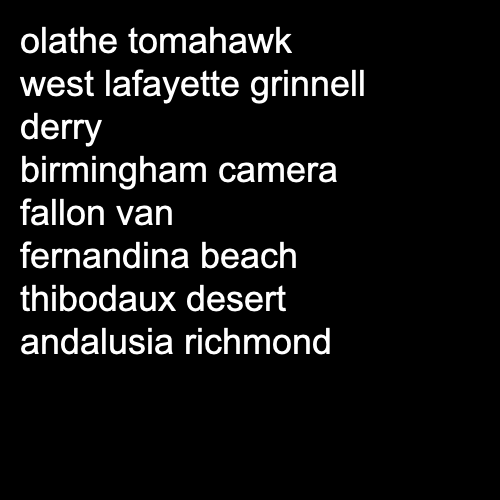 olathe tomahawk
west lafayette grinnell
derry
birmingham camera
fallon van
fernandina beach
thibodaux desert
andalusia richmond